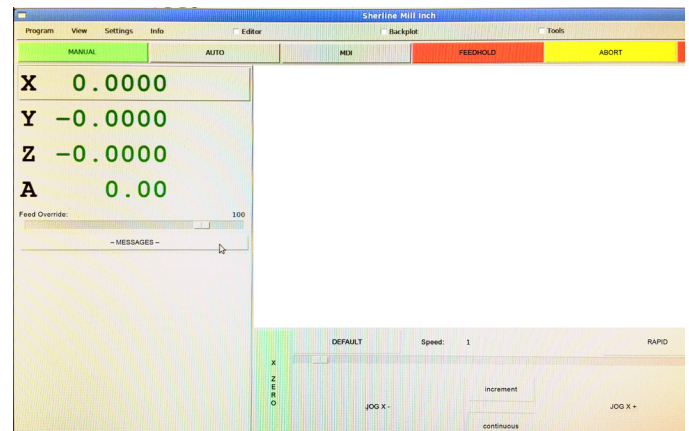 Sherline Mill Inch
Program View Settings Info Editor Backplot Tools
MANUAL AUTO MDI FEEDHOLD ABORT
X 0.0000
Y -0.0000
Z -0.0000
A 0.00
Feed Override: 100
– MESSAGES –
DEFAULT Speed: 1 RAPID
X ZERO
increment
JOG X - JOG X +
continuous